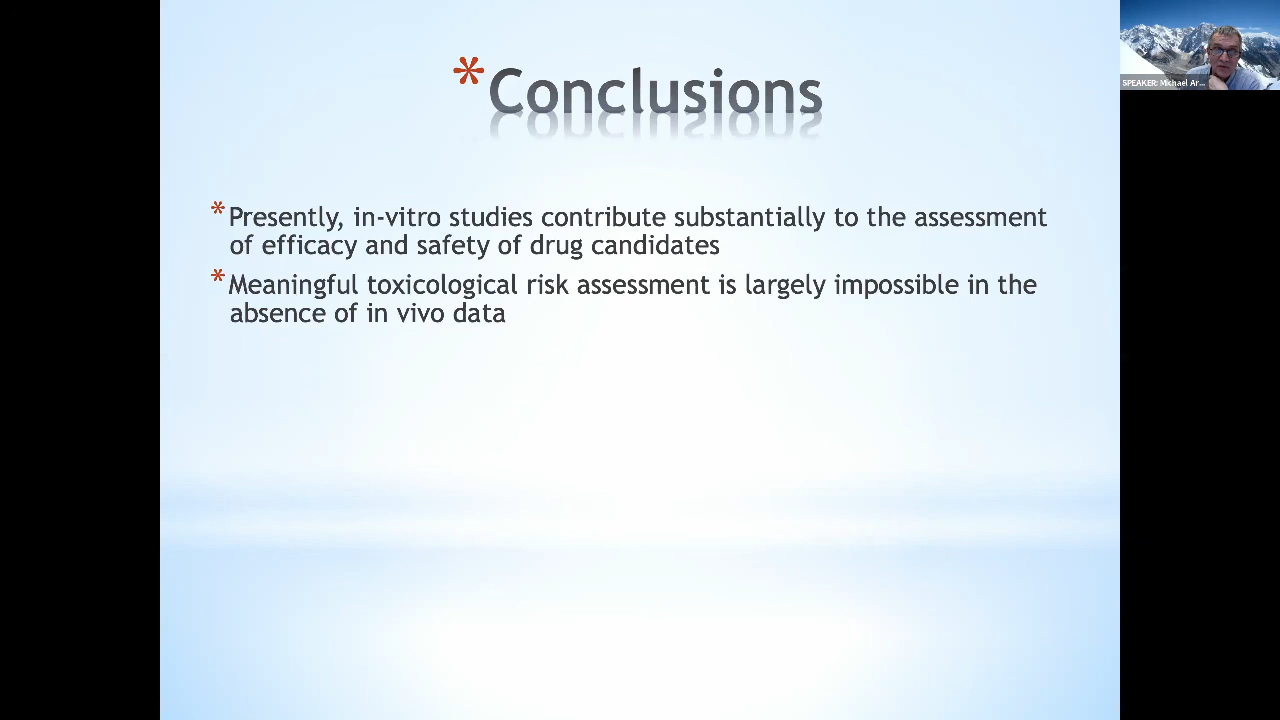 *Conclusions
*Presently, in-vitro studies contribute substantially to the assessment
of efficacy and safety of drug candidates
*Meaningful toxicological risk assessment is largely impossible in the
absence of in vivo data
SPEAKER: Michael Ar...